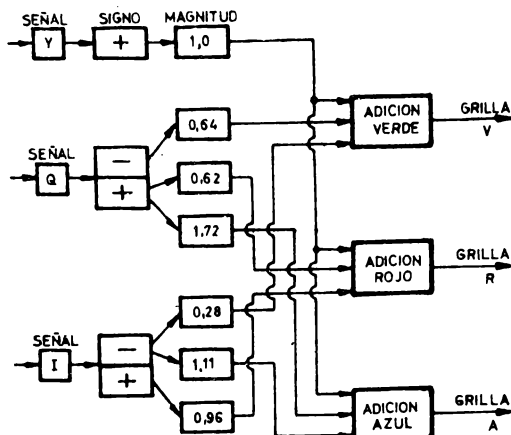 SEÑAL SIGNO MAGNITUD
Y + 1,0
ADICION
VERDE
GRILLA
V
0,64
SEÑAL
Q
−
+
0,62
1,72
ADICION
ROJO
GRILLA
R
SEÑAL
I
−
+
0,28
1,11
0,96
ADICION
AZUL
GRILLA
A